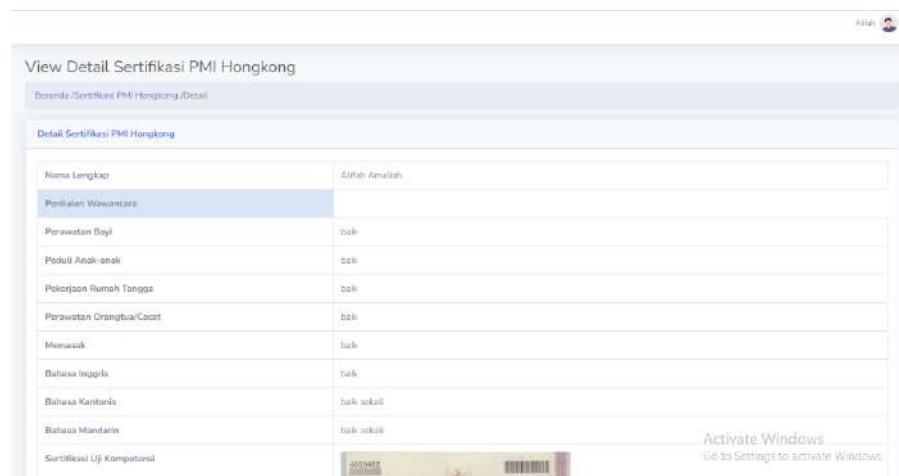 Alifah
View Detail Sertifikasi PMI Hongkong
Beranda /Sertifikasi PMI Hongkong /Detail
Detail Sertifikasi PMI Hongkong
Nama Lengkap Alifah Amaliah
Penilaian Wawancara
Perawatan Bayi baik
Peduli Anak-anak baik
Pekerjaan Rumah Tangga baik
Perawatan Orangtua/Cacat baik
Memasak baik
Bahasa Inggris baik
Bahasa Kantonis baik sekali
Bahasa Mandarin baik sekali
Sertifikasi Uji Kompetensi
Activate Windows
Go to Settings to activate Windows.